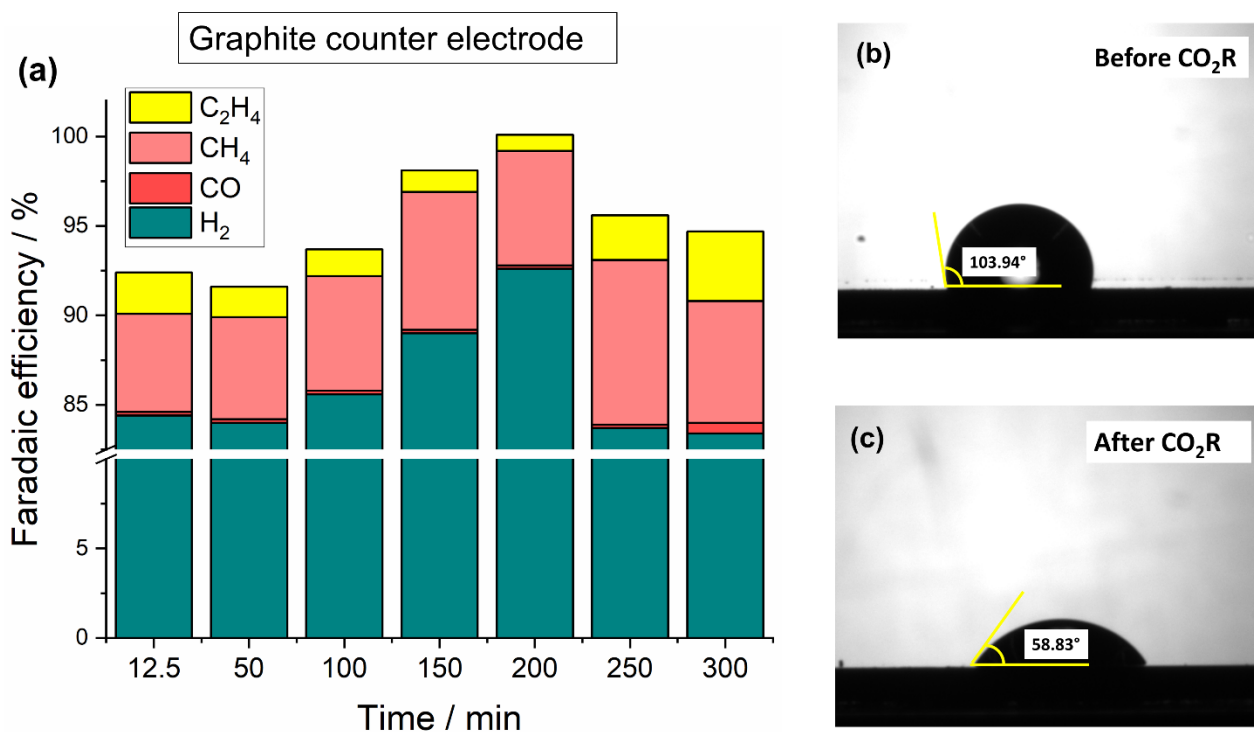 Graphite counter electrode
(a)
C₂H₄
CH₄
CO
H₂
Faradaic efficiency / %
100
95
90
85
5
0
12.5 50 100 150 200 250 300
Time / min
(b)
Before CO₂R
103.94°
(c)
After CO₂R
58.83°